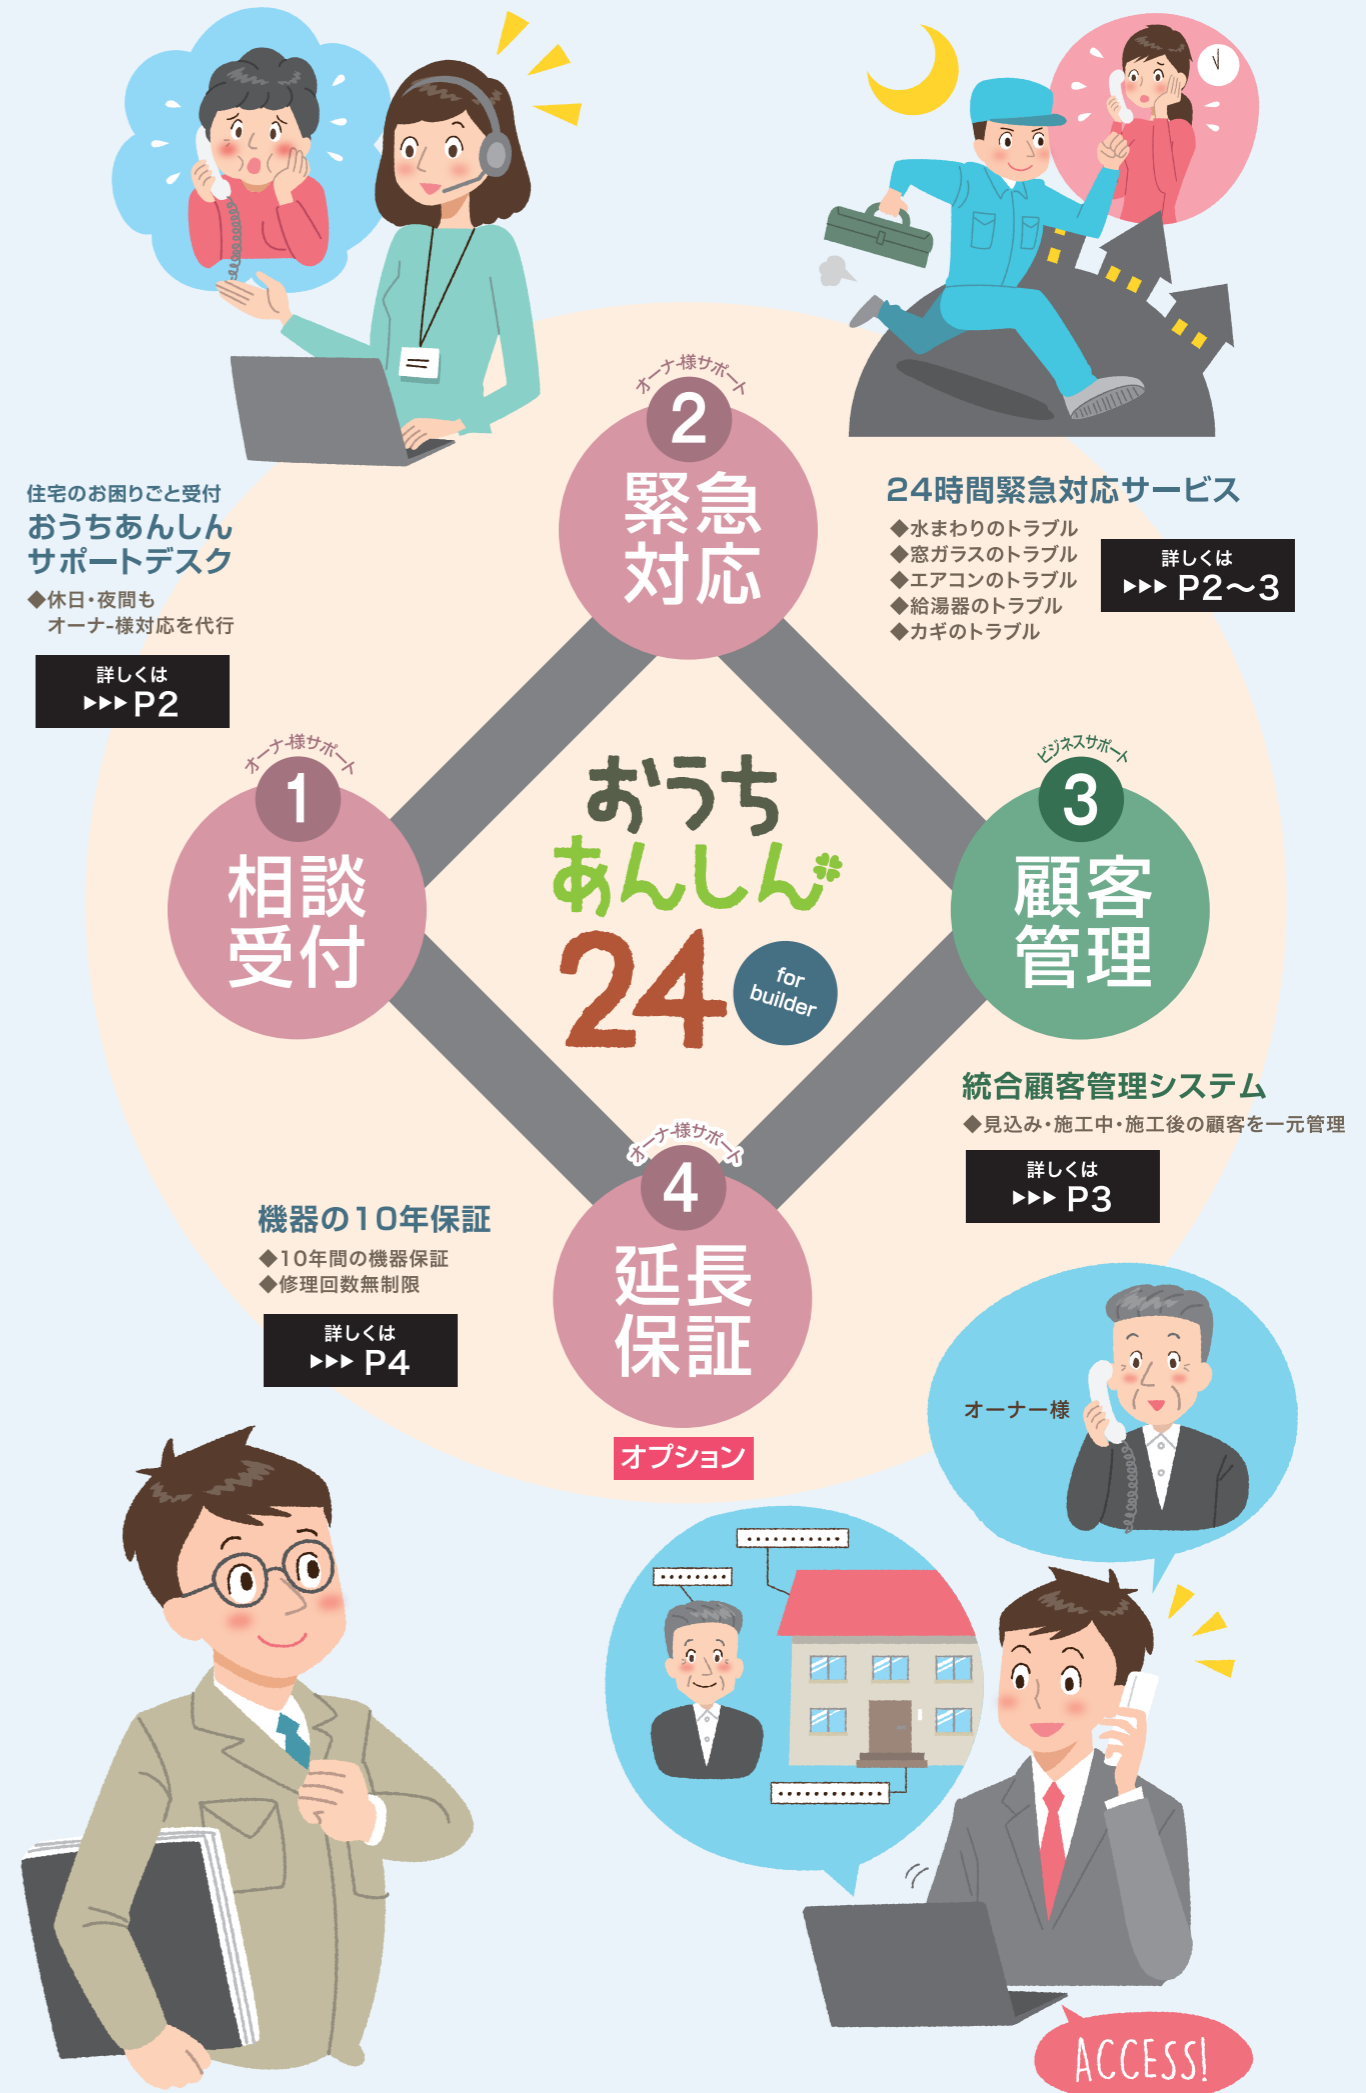 オーナー様サポート
2
緊急
対応
住宅のお困りごと受付
おうちあんしん
サポートデスク
◆休日・夜間も
オーナー様対応を代行
詳しくは
▶▶▶ P2
24時間緊急対応サービス
◆水まわりのトラブル
◆窓ガラスのトラブル
◆エアコンのトラブル
◆給湯器のトラブル
◆カギのトラブル
詳しくは
▶▶▶ P2〜3
オーナー様サポート
1
相談
受付
おうち
あんしん
24
for
builder
ビジネスサポート
3
顧客
管理
統合顧客管理システム
◆見込み・施工中・施工後の顧客を一元管理
詳しくは
▶▶▶ P3
オーナー様サポート
4
延長
保証
オプション
機器の10年保証
◆10年間の機器保証
◆修理回数無制限
詳しくは
▶▶▶ P4
オーナー様
ACCESS!